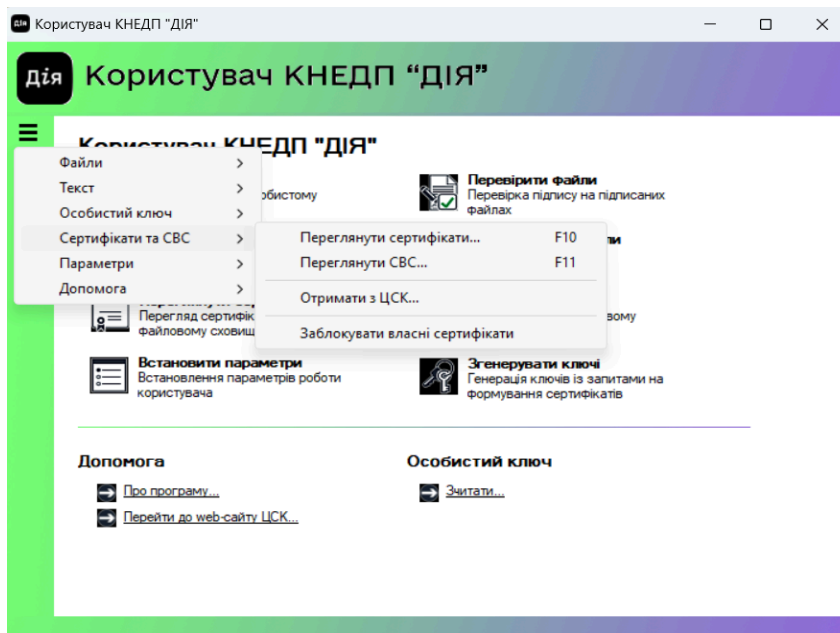 Користувач КНЕДП "ДІЯ"
Дія
Користувач КНЕДП “ДІЯ”
Користувач КНЕДП "ДІЯ"
Файли
Текст
Особистий ключ
Сертифікати та СВС
Параметри
Допомога
Переглянути сертифікати... F10
Переглянути СВС... F11
Отримати з ЦСК...
Заблокувати власні сертифікати
Перевірити файли
Перевірка підпису на підписаних
файлах
Перегляд сертифік
файловому сховищ
Встановити параметри
Встановлення параметрів роботи
користувача
Згенерувати ключі
Генерація ключів із запитами на
формування сертифікатів
Допомога
Про програму...
Перейти до web-сайту ЦСК...
Особистий ключ
Зчитати...